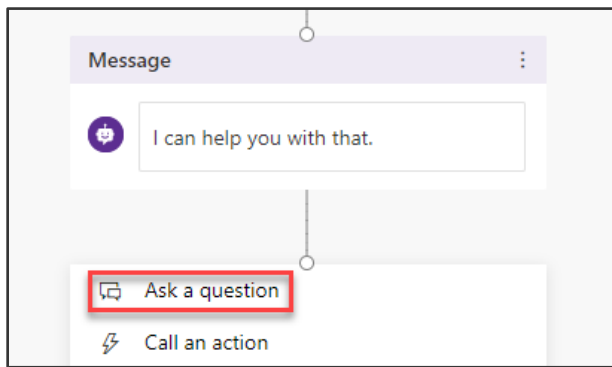 Message
I can help you with that.
Ask a question
Call an action